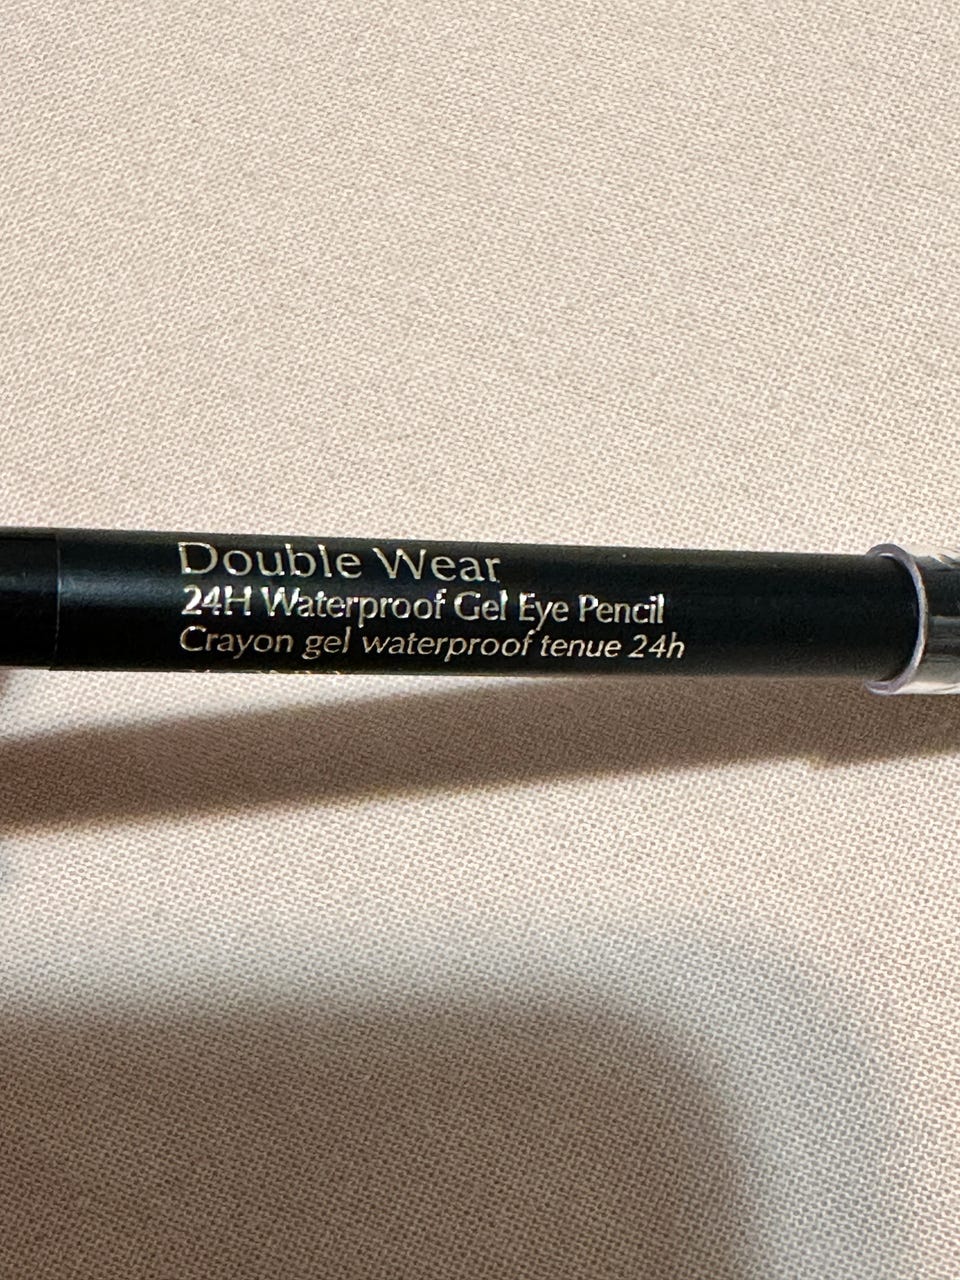 Double Wear
24H Waterproof Gel Eye Pencil
Crayon gel waterproof tenue 24h